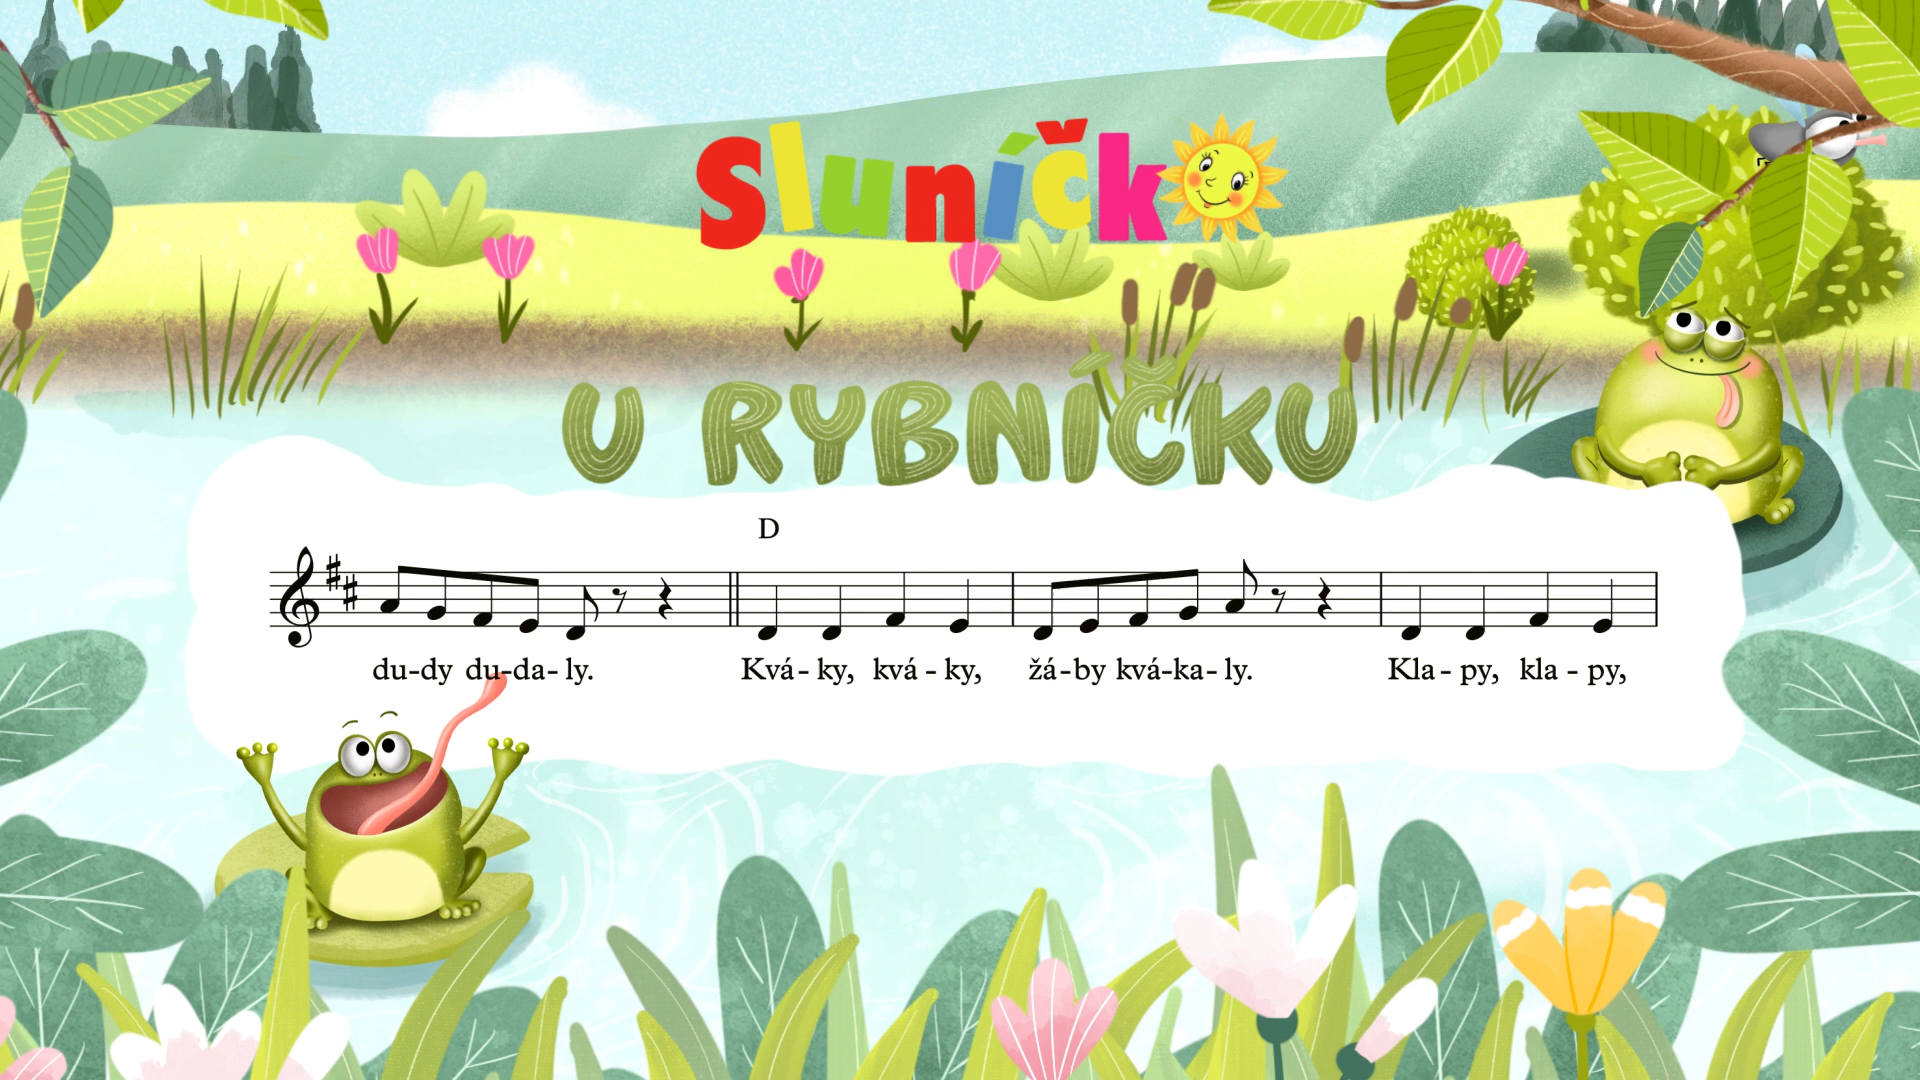 Sluníčko
U RYBNÍČKU
D
du-dy du-da-ly. Kvá-ky, kvá-ky, žá-by kvá-ka-ly. Kla-py, kla-py,